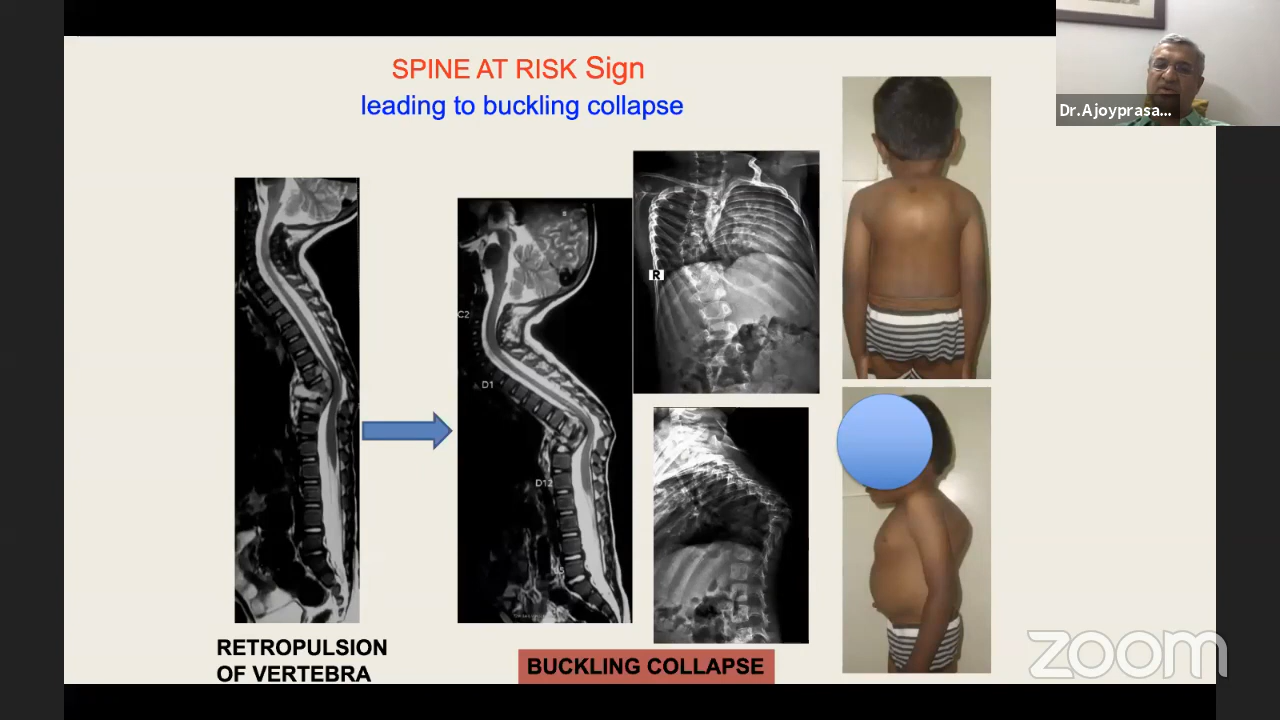 SPINE AT RISK Sign
leading to buckling collapse
Dr.Ajoyprasa...
R
C2
D1
D12
RETROPULSION
OF VERTEBRA
BUCKLING COLLAPSE
zoom